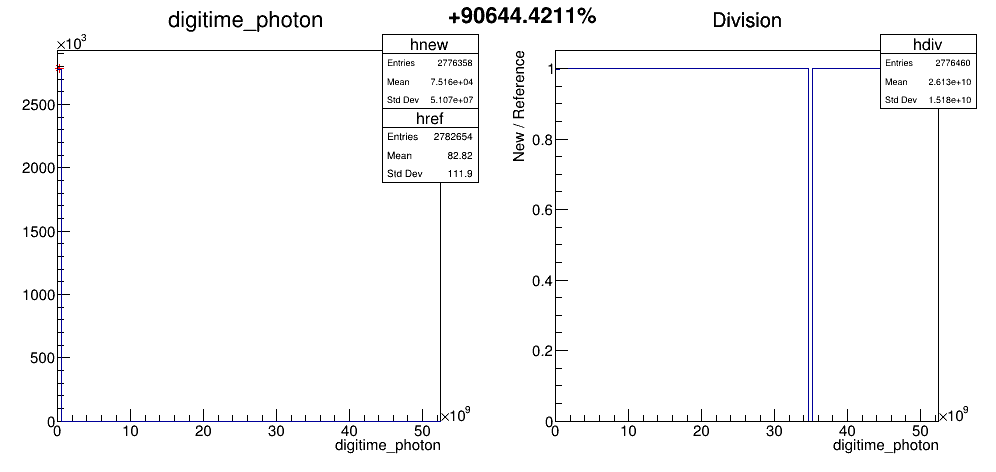 +90644.4211%
digitime_photon
×10³
hnew
Entries 2776358
Mean 7.516e+04
Std Dev 5.107e+07
href
Entries 2782654
Mean 82.82
Std Dev 111.9
2500
2000
1500
1000
500
0
0 10 20 30 40 50
×10⁹
digitime_photon
Division
hdiv
Entries 2776460
Mean 2.613e+10
Std Dev 1.518e+10
New / Reference
1
0.8
0.6
0.4
0.2
0
0 10 20 30 40 50
×10⁹
digitime_photon